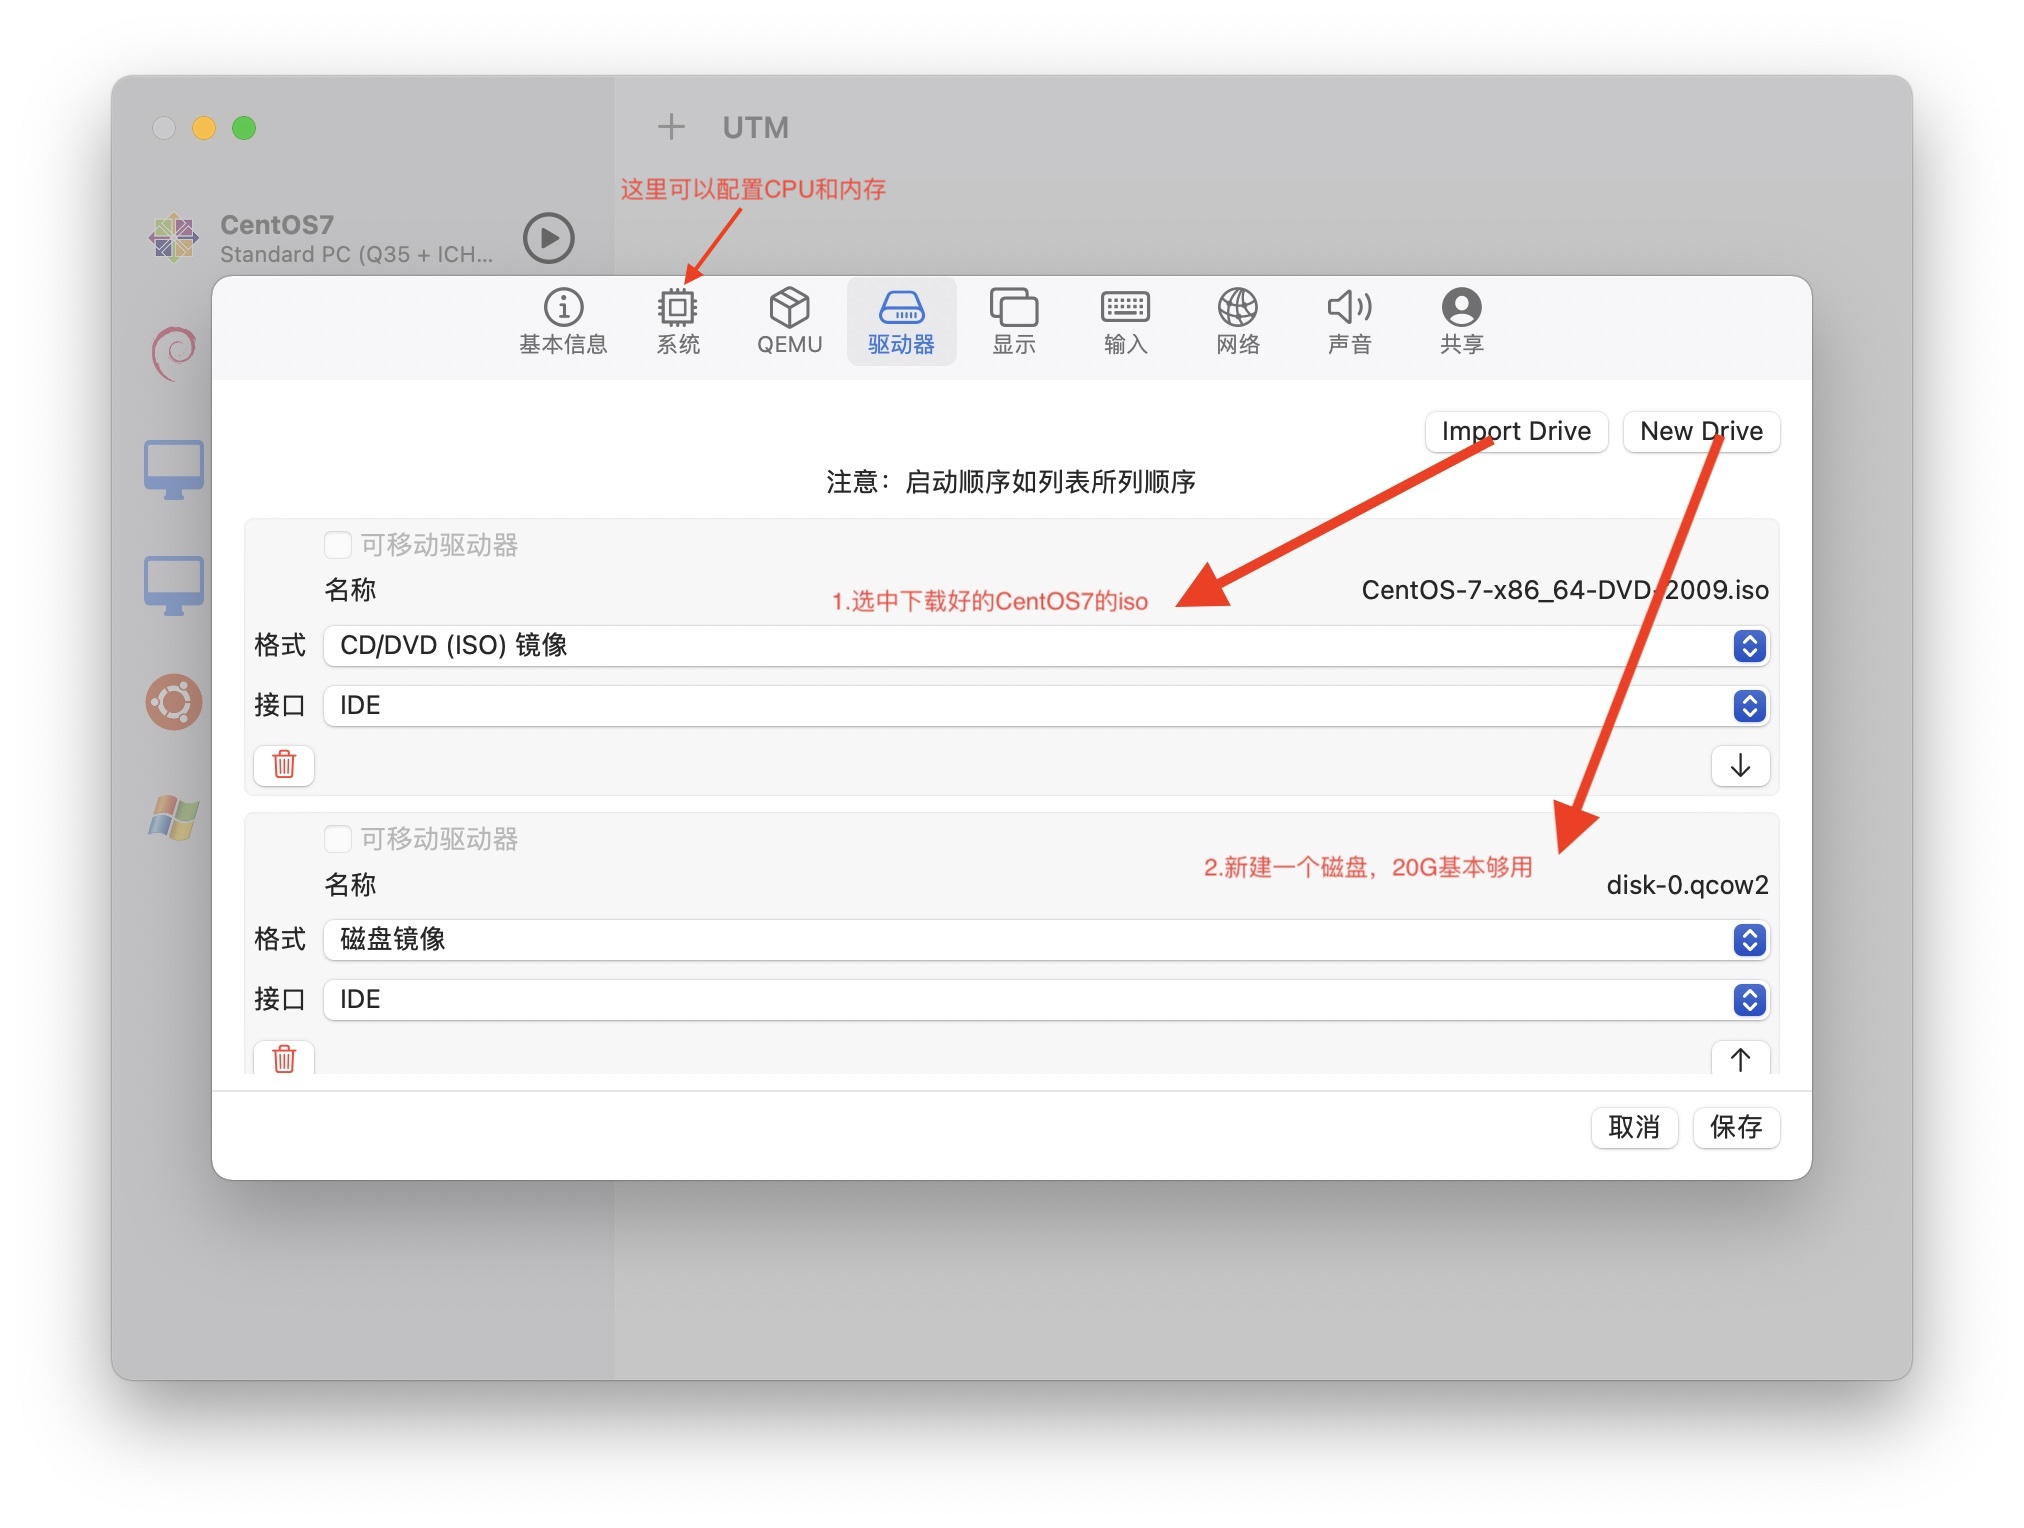 UTM
这里可以配置CPU和内存
CentOS7
Standard PC (Q35 + ICH...
基本信息
系统
QEMU
驱动器
显示
输入
网络
声音
共享
Import Drive
New Drive
注意：启动顺序如列表所列顺序
可移动驱动器
名称
1.选中下载好的CentOS7的iso
CentOS-7-x86_64-DVD-2009.iso
格式
CD/DVD (ISO) 镜像
接口
IDE
可移动驱动器
2.新建一个磁盘，20G基本够用
名称
disk-0.qcow2
格式
磁盘镜像
接口
IDE
取消
保存